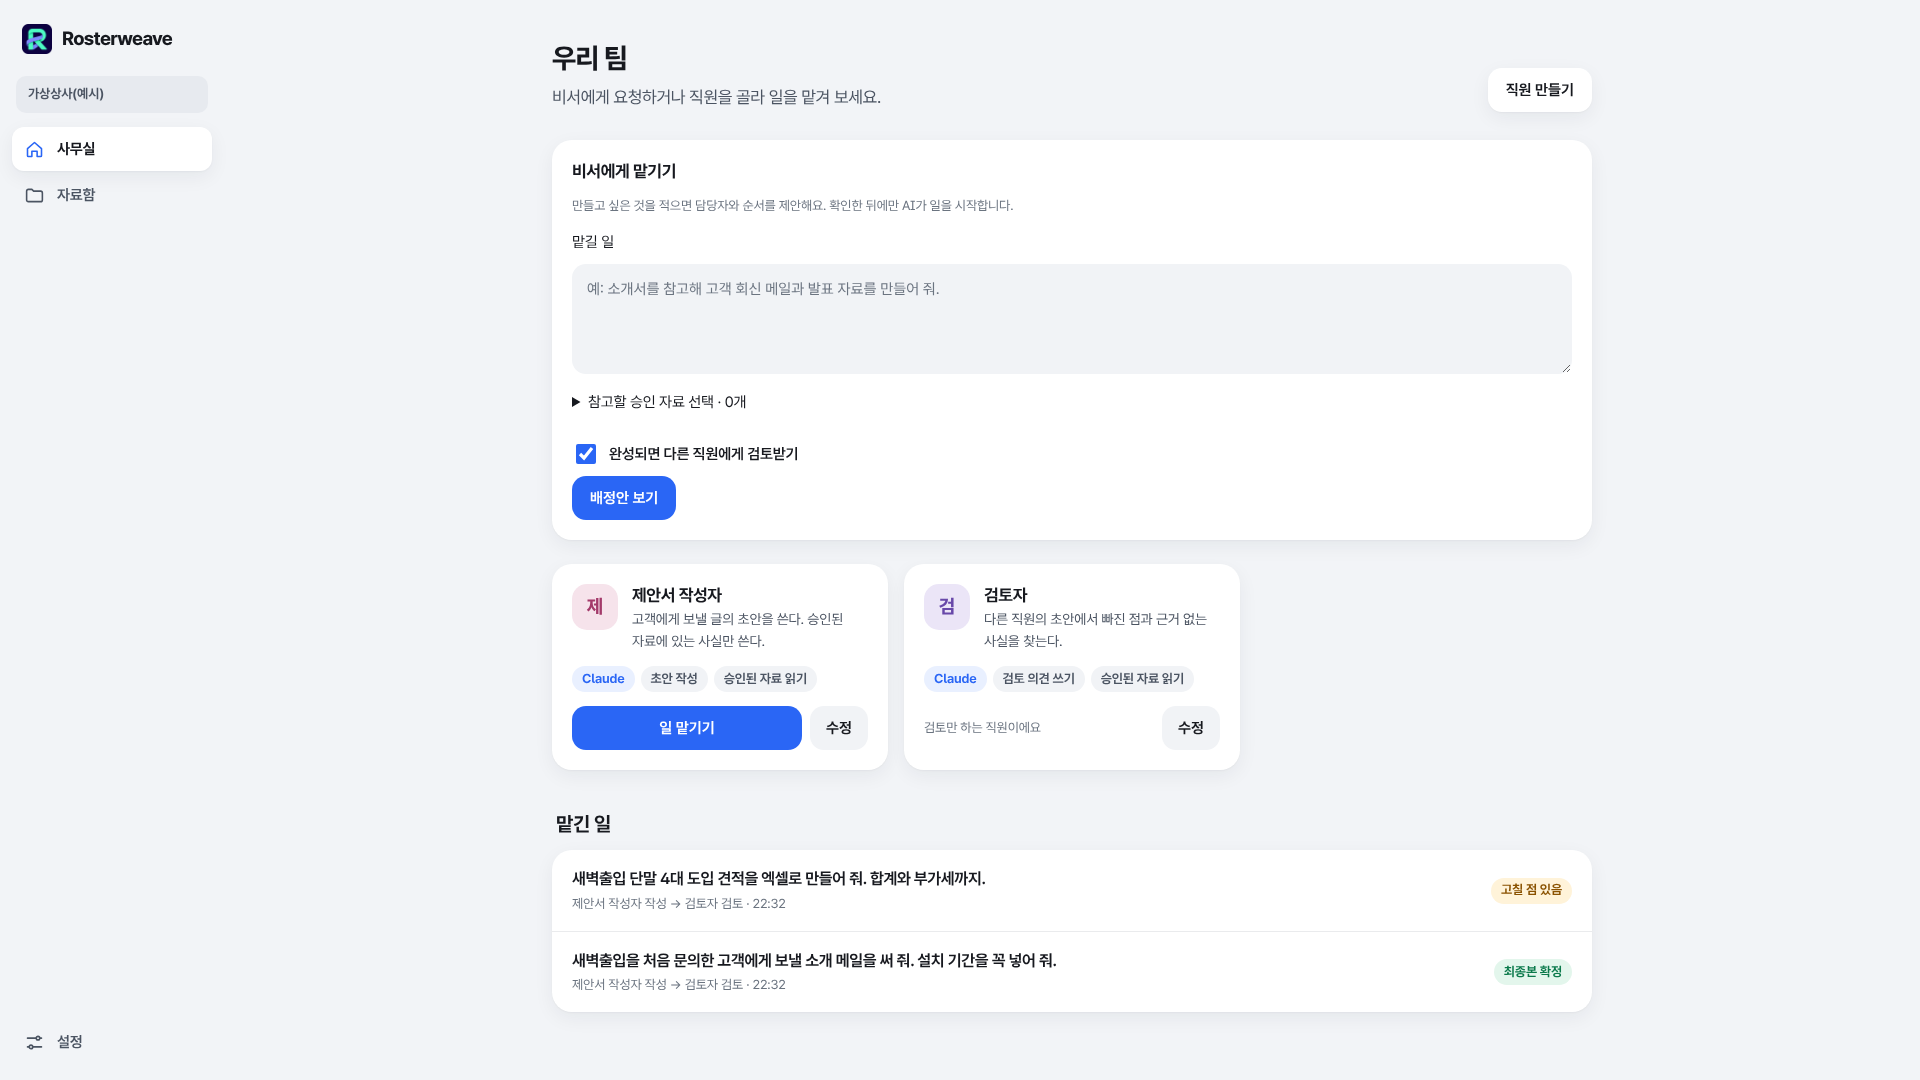 Rosterweave
가상상사(예시)
사무실
자료함
설정
우리 팀
비서에게 요청하거나 직원을 골라 일을 맡겨 보세요.
직원 만들기
비서에게 맡기기
만들고 싶은 것을 적으면 담당자와 순서를 제안해요. 확인한 뒤에만 AI가 일을 시작합니다.
맡길 일
예: 소개서를 참고해 고객 회신 메일과 발표 자료를 만들어 줘.
참고할 승인 자료 선택 · 0개
완성되면 다른 직원에게 검토받기
배정안 보기
제
제안서 작성자
고객에게 보낼 글의 초안을 쓴다. 승인된
자료에 있는 사실만 쓴다.
Claude 초안 작성 승인된 자료 읽기
일 맡기기 수정
검
검토자
다른 직원의 초안에서 빠진 점과 근거 없는
사실을 찾는다.
Claude 검토 의견 쓰기 승인된 자료 읽기
검토만 하는 직원이에요 수정
맡긴 일
새벽출입 단말 4대 도입 견적을 엑셀로 만들어 줘. 합계와 부가세까지.
제안서 작성자 작성 → 검토자 검토 · 22:32
고칠 점 있음
새벽출입을 처음 문의한 고객에게 보낼 소개 메일을 써 줘. 설치 기간을 꼭 넣어 줘.
제안서 작성자 작성 → 검토자 검토 · 22:32
최종본 확정